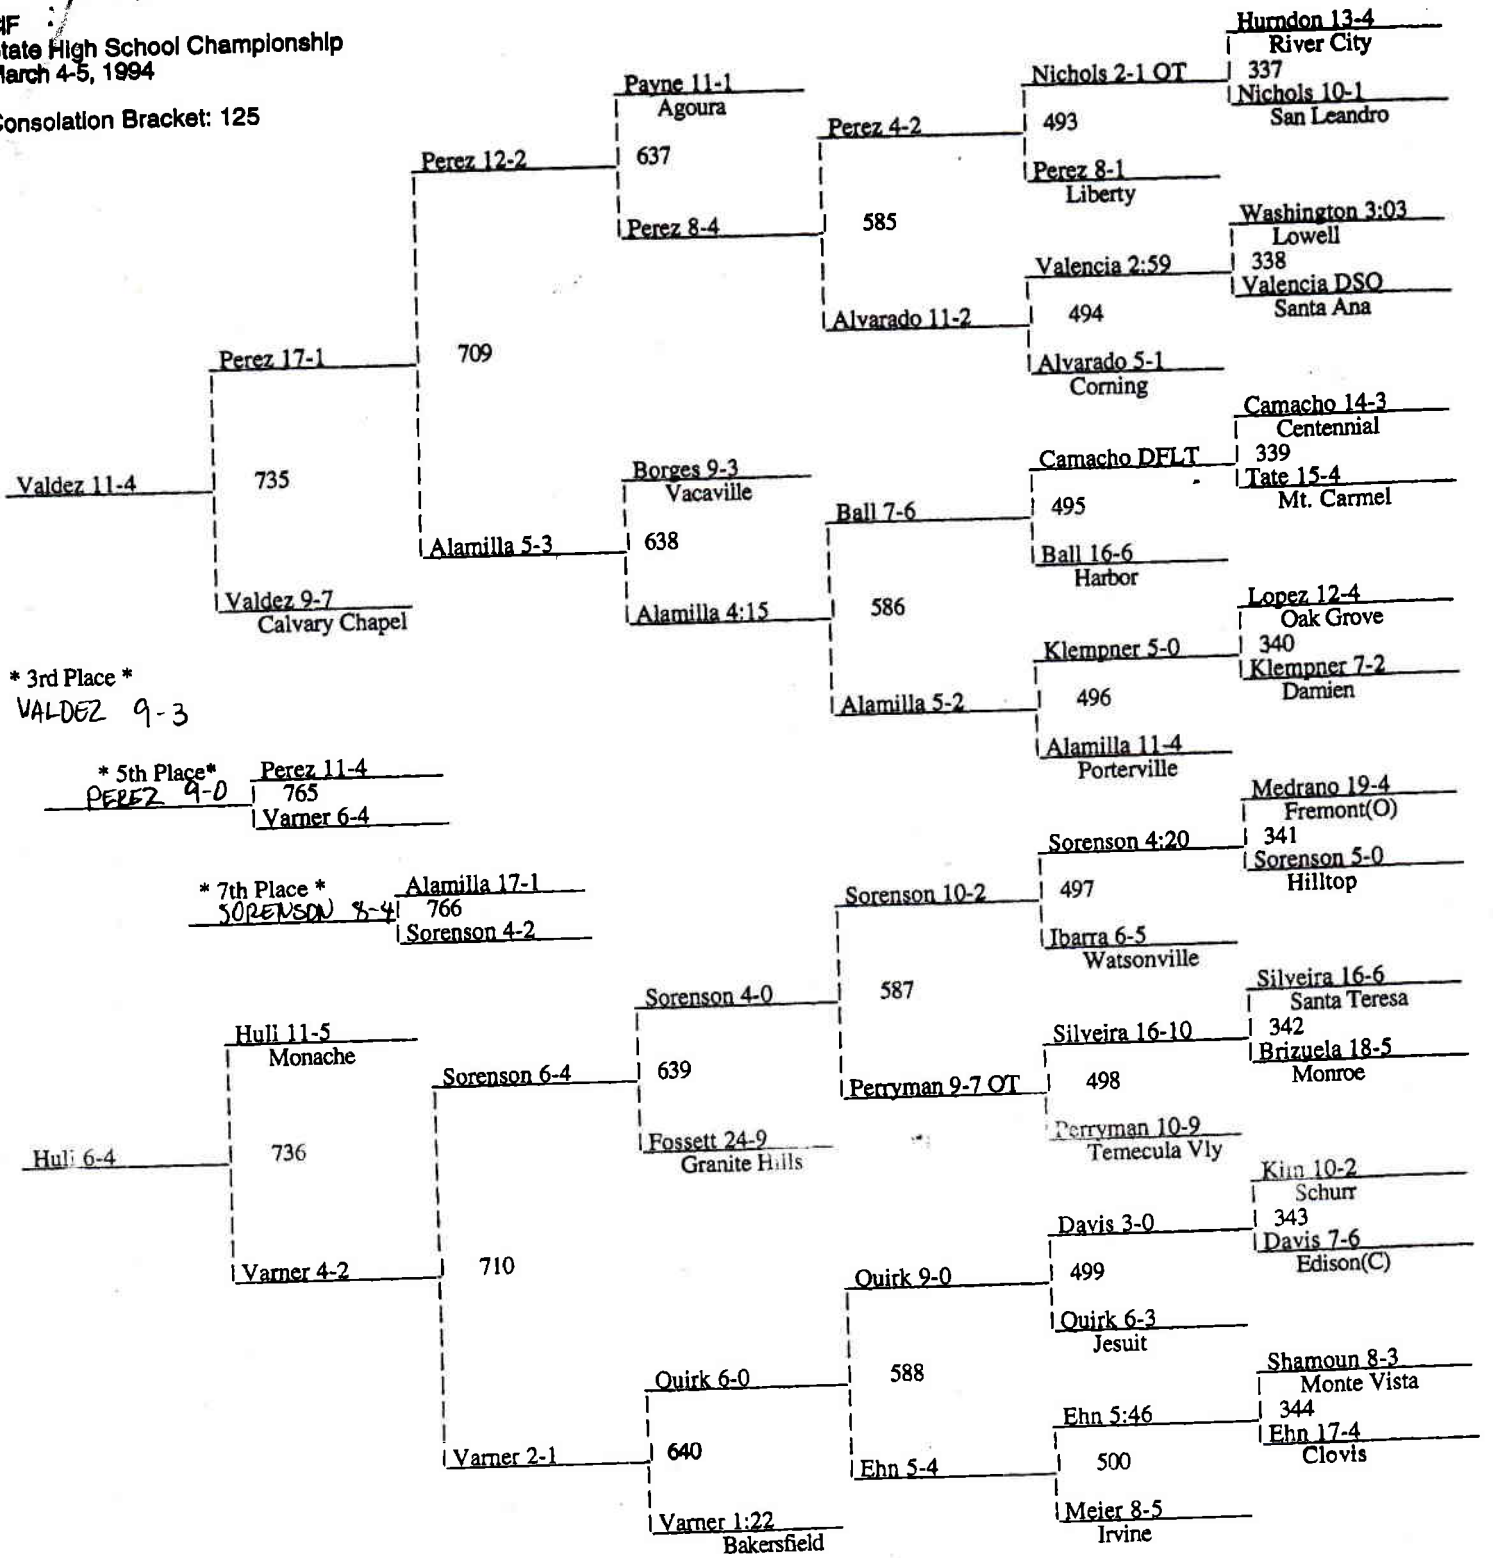 State High School Championship
March 4-5, 1994
Consolation Bracket: 125
Hurndon 13-4
River City
337
Nichols 10-1
San Leandro
Nichols 2-1 OT
493
Perez 8-1
Liberty
Washington 3:03
Lowell
338
Valencia DSQ
Santa Ana
Valencia 2:59
494
Alvarado 5-1
Corning
Perez 4-2
585
Alvarado 11-2
Payne 11-1
Agoura
637
Perez 8-4
Perez 12-2
709
Alamilla 5-3
Camacho 14-3
Centennial
339
Tate 15-4
Mt. Carmel
Camacho DFLT
495
Ball 16-6
Harbor
Lopez 12-4
Oak Grove
340
Klempner 7-2
Damien
Klempner 5-0
496
Alamilla 11-4
Porterville
Ball 7-6
586
Alamilla 5-2
Borges 9-3
Vacaville
638
Alamilla 4:15
Perez 17-1
735
Valdez 9-7
Calvary Chapel
Valdez 11-4
* 3rd Place *
VALDEZ 9-3
* 5th Place*
PEREZ 9-0
Perez 11-4
765
Varner 6-4
* 7th Place *
SORENSON 8-4
Alamilla 17-1
766
Sorenson 4-2
Medrano 19-4
Fremont(O)
341
Sorenson 5-0
Hilltop
Sorenson 4:20
497
Ibarra 6-5
Watsonville
Silveira 16-6
Santa Teresa
342
Brizuela 18-5
Monroe
Silveira 16-10
498
Perryman 10-9
Temecula Vly
Sorenson 10-2
587
Perryman 9-7 OT
Sorenson 4-0
639
Fossett 24-9
Granite Hills
Sorenson 6-4
710
Varner 2-1
Kim 10-2
Schurr
343
Davis 7-6
Edison(C)
Davis 3-0
499
Quirk 6-3
Jesuit
Shamoun 8-3
Monte Vista
344
Ehn 17-4
Clovis
Ehn 5:46
500
Meier 8-5
Irvine
Quirk 9-0
588
Ehn 5-4
Quirk 6-0
640
Varner 1:22
Bakersfield
Huli 11-5
Monache
736
Varner 4-2
Huli 6-4